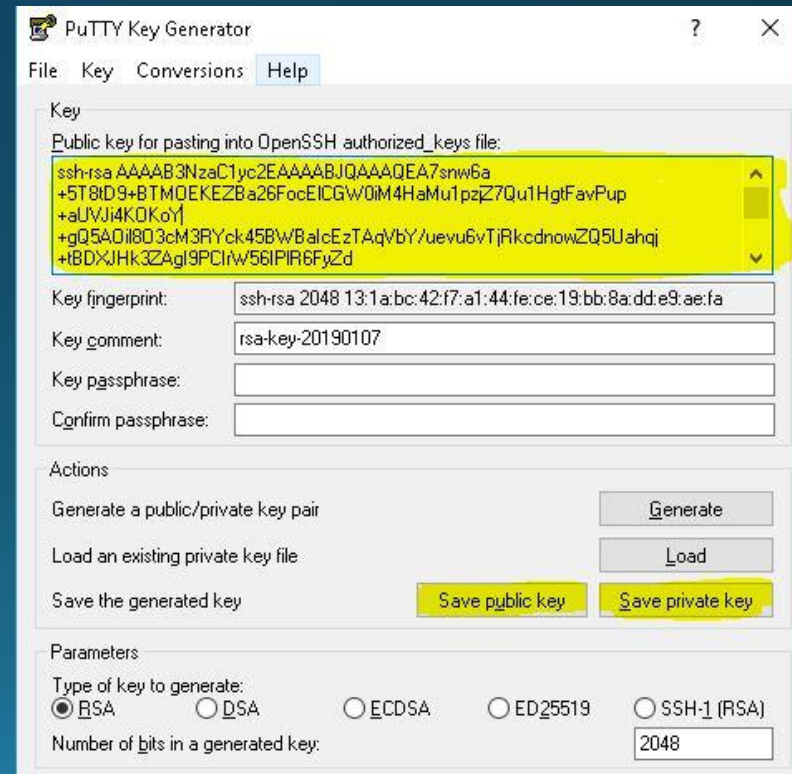 PuTTY Key Generator
? X
File Key Conversions Help
Key
Public key for pasting into OpenSSH authorized_keys file:
ssh-rsa AAAAB3NzaC1yc2EAAAABJQAAAQEA7snw6a
+5T8tD9+BTMOEKEZBa26FocEICGW0iM4HaMu1pzjZ7Qu1HgtFavPup
+aUVJi4KOKoY
+gQ5AOil8O3cM3RYck45BWBalcEzTAqVbY/uevu6vTjRkcdnowZQ5Uahqj
+tBDXJHk3ZAgI9PClrW56IPlR6FyZd
Key fingerprint: ssh-rsa 2048 13:1a:bc:42:f7:a1:44:fe:ce:19:bb:8a:dd:e9:ae:fa
Key comment: rsa-key-20190107
Key passphrase:
Confirm passphrase:
Actions
Generate a public/private key pair Generate
Load an existing private key file Load
Save the generated key Save public key Save private key
Parameters
Type of key to generate:
RSA DSA ECDSA ED25519 SSH-1 (RSA)
Number of bits in a generated key: 2048